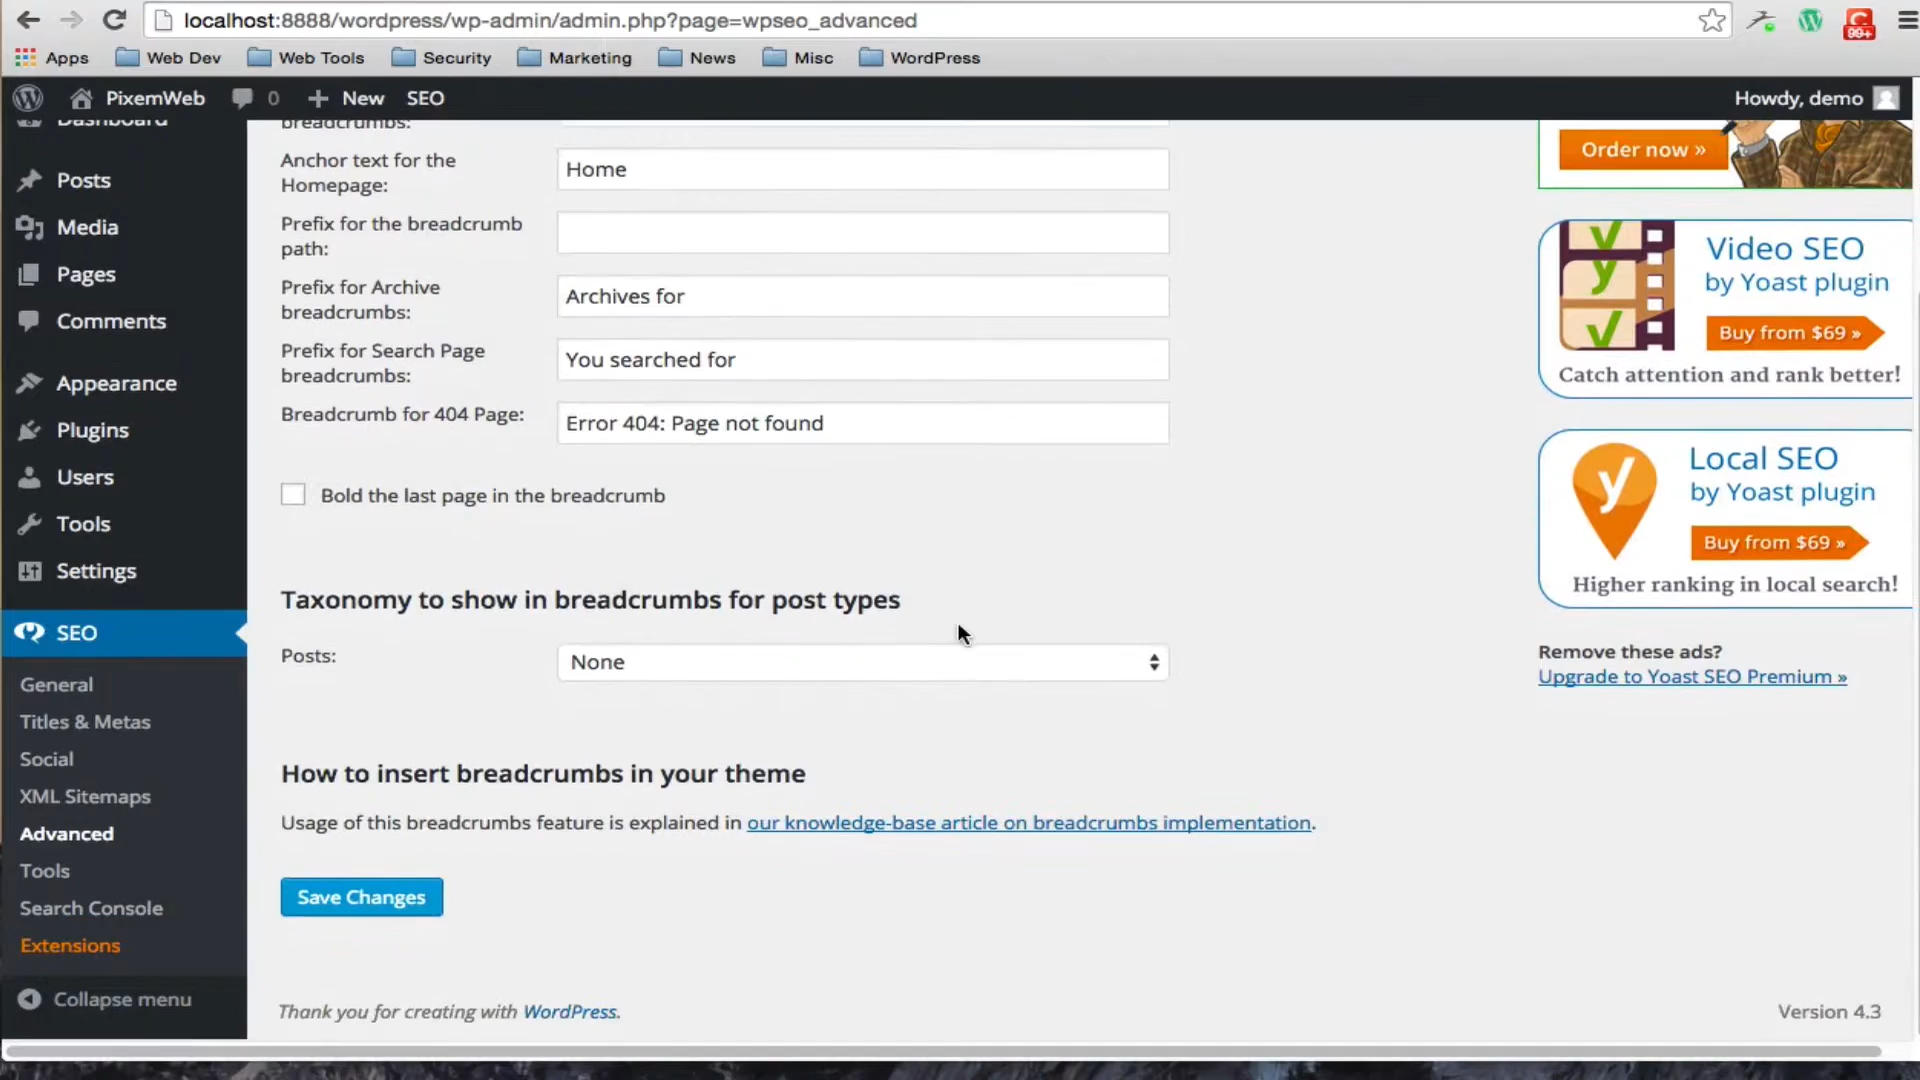 localhost:8888/wordpress/wp-admin/admin.php?page=wpseo_advanced
99+
Apps Web Dev Web Tools Security Marketing News Misc WordPress
PixemWeb 0 New SEO Howdy, demo
Dashboard
Posts
Media
Pages
Comments
Appearance
Plugins
Users
Tools
Settings
SEO
General
Titles & Metas
Social
XML Sitemaps
Advanced
Tools
Search Console
Extensions
Collapse menu
breadcrumbs:
Anchor text for the
Homepage:
Home
Prefix for the breadcrumb
path:
Prefix for Archive
breadcrumbs:
Archives for
Prefix for Search Page
breadcrumbs:
You searched for
Breadcrumb for 404 Page:
Error 404: Page not found
Bold the last page in the breadcrumb
Taxonomy to show in breadcrumbs for post types
Posts:
None
How to insert breadcrumbs in your theme
Usage of this breadcrumbs feature is explained in our knowledge-base article on breadcrumbs implementation.
Save Changes
Thank you for creating with WordPress.
Version 4.3
Order now »
Video SEO
by Yoast plugin
Buy from $69 »
Catch attention and rank better!
Local SEO
by Yoast plugin
Buy from $69 »
Higher ranking in local search!
Remove these ads?
Upgrade to Yoast SEO Premium »